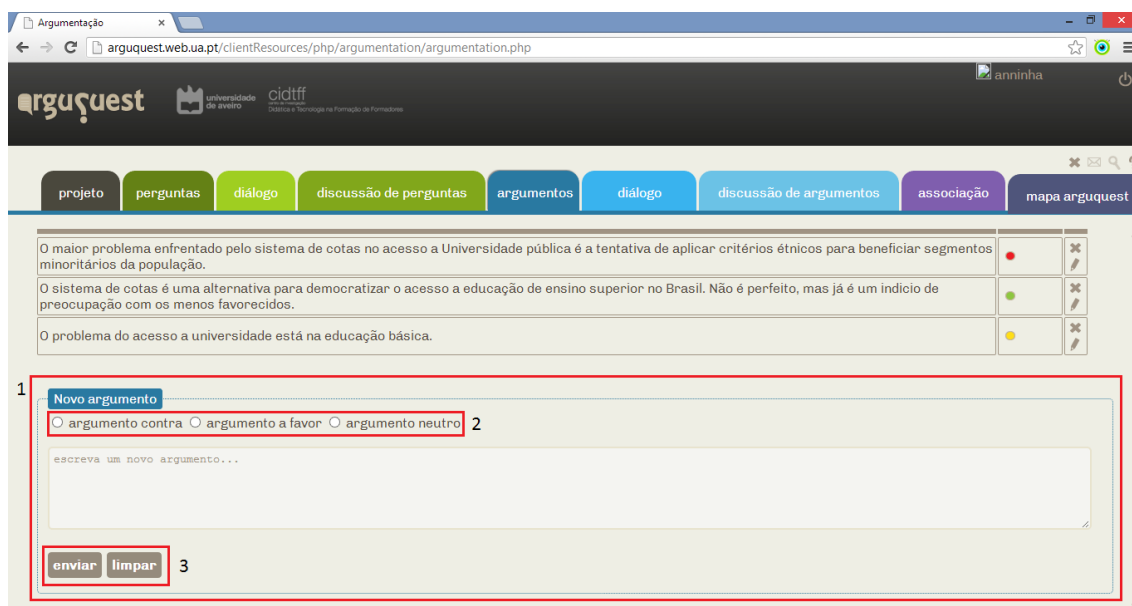 Argumentação
arguquest.web.ua.pt/clientResources/php/argumentation/argumentation.php
anninha
arguquest
universidade de aveiro
cidtff
Didática e Tecnologia na Formação de Formadores
projeto perguntas diálogo discussão de perguntas argumentos diálogo discussão de argumentos associação mapa arguquest
O maior problema enfrentado pelo sistema de cotas no acesso a Universidade pública é a tentativa de aplicar critérios étnicos para beneficiar segmentos
minoritários da população.
O sistema de cotas é uma alternativa para democratizar o acesso a educação de ensino superior no Brasil. Não é perfeito, mas já é um indicio de
preocupação com os menos favorecidos.
O problema do acesso a universidade está na educação básica.
1
Novo argumento
argumento contra argumento a favor argumento neutro 2
escreva um novo argumento...
enviar limpar 3